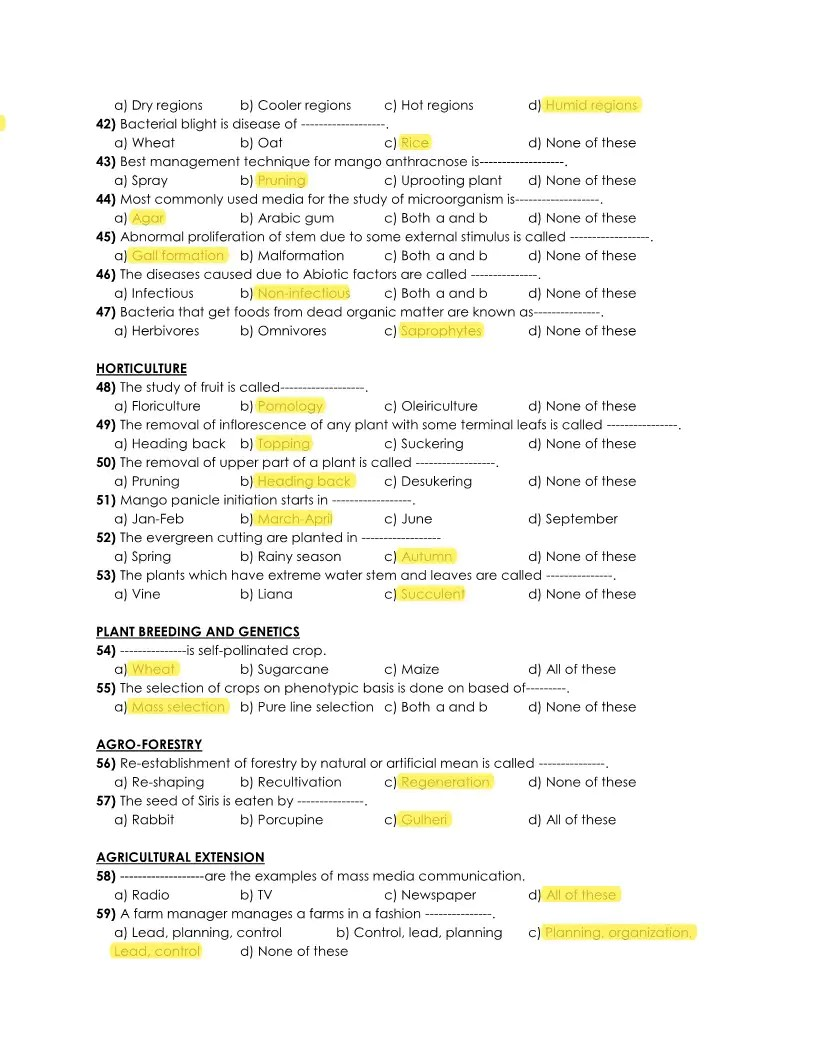 a) Dry regions b) Cooler regions c) Hot regions d) Humid regions
42) Bacterial blight is disease of -------------------.
a) Wheat b) Oat c) Rice d) None of these
43) Best management technique for mango anthracnose is-------------------.
a) Spray b) Pruning c) Uprooting plant d) None of these
44) Most commonly used media for the study of microorganism is-------------------.
a) Agar b) Arabic gum c) Both a and b d) None of these
45) Abnormal proliferation of stem due to some external stimulus is called ------------------.
a) Gall formation b) Malformation c) Both a and b d) None of these
46) The diseases caused due to Abiotic factors are called ---------------.
a) Infectious b) Non-infectious c) Both a and b d) None of these
47) Bacteria that get foods from dead organic matter are known as---------------.
a) Herbivores b) Omnivores c) Saprophytes d) None of these
HORTICULTURE
48) The study of fruit is called-------------------.
a) Floriculture b) Pomology c) Oleiriculture d) None of these
49) The removal of inflorescence of any plant with some terminal leafs is called ----------------.
a) Heading back b) Topping c) Suckering d) None of these
50) The removal of upper part of a plant is called ------------------.
a) Pruning b) Heading back c) Desukering d) None of these
51) Mango panicle initiation starts in ------------------.
a) Jan-Feb b) March-April c) June d) September
52) The evergreen cutting are planted in ------------------
a) Spring b) Rainy season c) Autumn d) None of these
53) The plants which have extreme water stem and leaves are called ---------------.
a) Vine b) Liana c) Succulent d) None of these
PLANT BREEDING AND GENETICS
54) ---------------is self-pollinated crop.
a) Wheat b) Sugarcane c) Maize d) All of these
55) The selection of crops on phenotypic basis is done on based of---------.
a) Mass selection b) Pure line selection c) Both a and b d) None of these
AGRO-FORESTRY
56) Re-establishment of forestry by natural or artificial mean is called ---------------.
a) Re-shaping b) Recultivation c) Regeneration d) None of these
57) The seed of Siris is eaten by ---------------.
a) Rabbit b) Porcupine c) Gulheri d) All of these
AGRICULTURAL EXTENSION
58) -------------------are the examples of mass media communication.
a) Radio b) TV c) Newspaper d) All of these
59) A farm manager manages a farms in a fashion ---------------.
a) Lead, planning, control b) Control, lead, planning c) Planning, organization,
Lead, control d) None of these